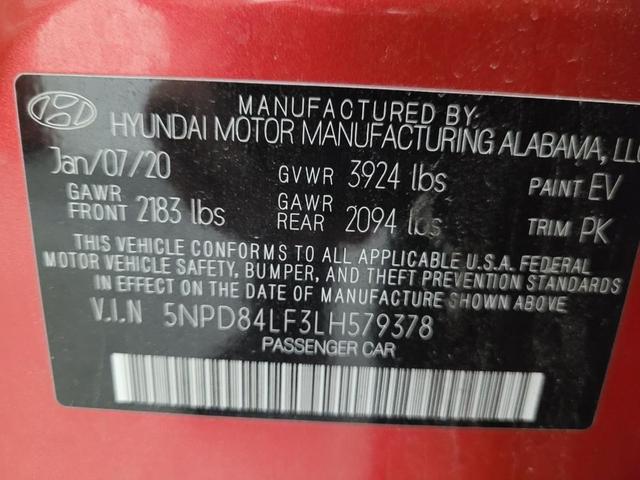 MANUFACTURED BY:
HYUNDAI MOTOR MANUFACTURING ALABAMA, LLC
Jan/07/20 GVWR 3924 lbs PAINT EV
GAWR FRONT 2183 lbs GAWR REAR 2094 lbs TRIM PK
THIS VEHICLE CONFORMS TO ALL APPLICABLE U.S.A. FEDERAL
MOTOR VEHICLE SAFETY, BUMPER, AND THEFT PREVENTION STANDARDS
IN EFFECT ON THE DATE OF MANUFACTURE SHOWN ABOVE
V.I.N 5NPD84LF3LH579378
PASSENGER CAR